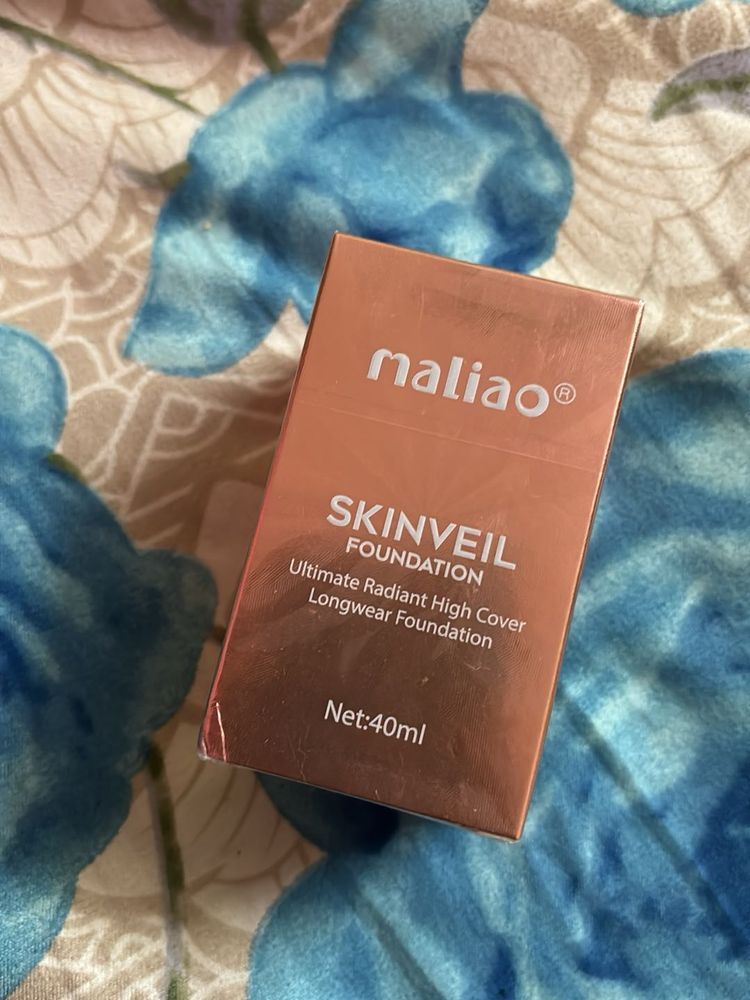 maliao®
SKINVEIL
FOUNDATION
Ultimate Radiant High Cover
Longwear Foundation
Net:40ml